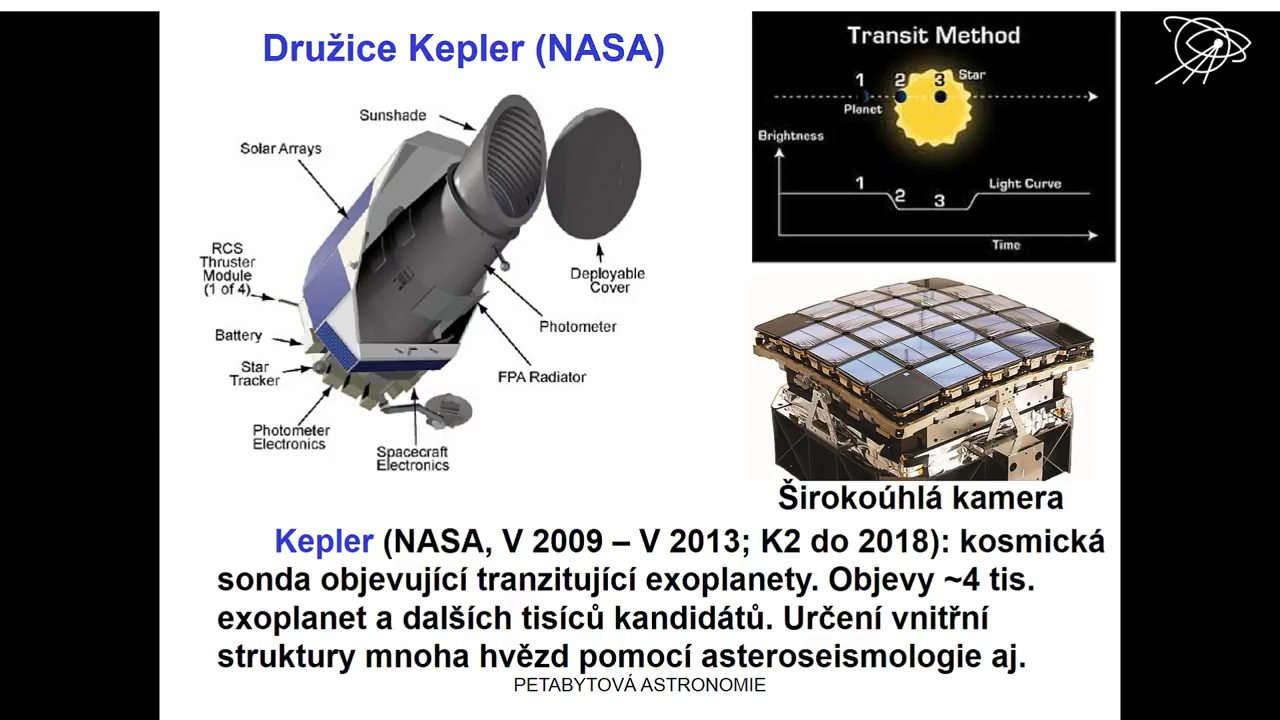 Družice Kepler (NASA)
Sunshade
Solar Arrays
RCS
Thruster
Module
(1 of 4)
Battery
Star
Tracker
Photometer
Electronics
Spacecraft
Electronics
FPA Radiator
Photometer
Deployable
Cover
Transit Method
1
2
3
Star
Planet
Brightness
1
2
3
Light Curve
Time
Širokoúhlá kamera
Kepler (NASA, V 2009 – V 2013; K2 do 2018): kosmická
sonda objevující tranzitující exoplanety. Objevy ~4 tis.
exoplanet a dalších tisíců kandidátů. Určení vnitřní
struktury mnoha hvězd pomocí asteroseismologie aj.
PETABYTOVÁ ASTRONOMIE